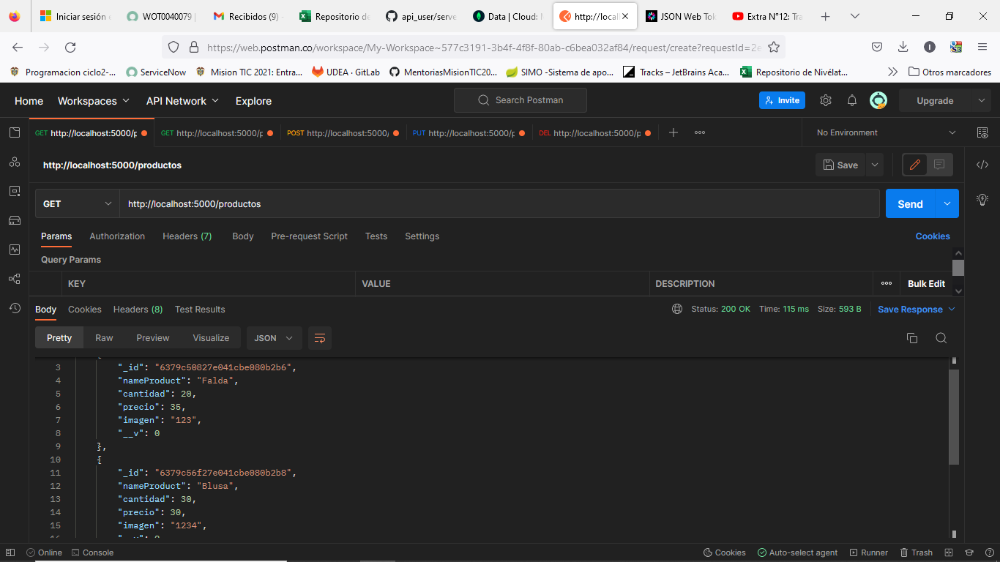 Iniciar sesión e
WOT0040079 |
Recibidos (9) -
Repositorio de
api_user/serve
Data | Cloud: M
http://locall
JSON Web Tok
Extra N°12: Tra
https://web.postman.co/workspace/My-Workspace~577c3191-3b4f-4f8f-80ab-c6bea032af84/request/create?requestId=2e
Programacion ciclo2-...
ServiceNow
Mision TIC 2021: Entra...
UDEA · GitLab
MentoriasMisionTIC20...
SIMO -Sistema de apo...
Tracks – JetBrains Aca...
Repositorio de Nivélat...
Otros marcadores
Home
Workspaces
API Network
Explore
Search Postman
Invite
Upgrade
GET http://localhost:5000/p
GET http://localhost:5000/p
POST http://localhost:5000/
PUT http://localhost:5000/p
DEL http://localhost:5000/p
No Environment
http://localhost:5000/productos
Save
GET
http://localhost:5000/productos
Send
Params
Authorization
Headers (7)
Body
Pre-request Script
Tests
Settings
Cookies
Query Params
KEY
VALUE
DESCRIPTION
Bulk Edit
Body
Cookies
Headers (8)
Test Results
Status: 200 OK
Time: 115 ms
Size: 593 B
Save Response
Pretty
Raw
Preview
Visualize
JSON
3 "_id": "6379c50827e041cbe080b2b6",
4 "nameProduct": "Falda",
5 "cantidad": 20,
6 "precio": 35,
7 "imagen": "123",
8 "__v": 0
9 },
10 {
11 "_id": "6379c56f27e041cbe080b2b8",
12 "nameProduct": "Blusa",
13 "cantidad": 30,
14 "precio": 30,
15 "imagen": "1234",
Online
Console
Cookies
Auto-select agent
Runner
Trash